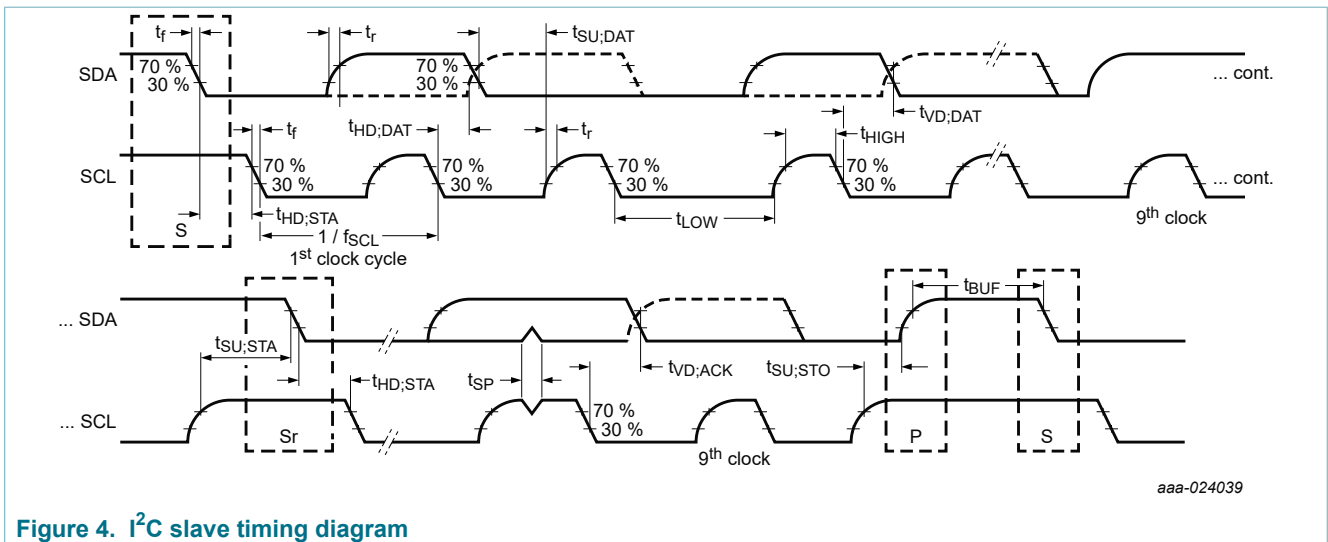 tf tr tSU;DAT
SDA 70 % 30 % 70 % 30 % ... cont.
tVD;DAT
tf tHD;DAT tr tHIGH
SCL 70 % 30 % 70 % 30 % 70 % 30 % 70 % 30 % ... cont.
S tHD;STA tLOW 9th clock
1 / fSCL
1st clock cycle
tBUF
... SDA
tSU;STA tHD;STA tSP tVD;ACK tSU;STO
... SCL 70 % 30 %
Sr P S
9th clock
aaa-024039
Figure 4. I2C slave timing diagram